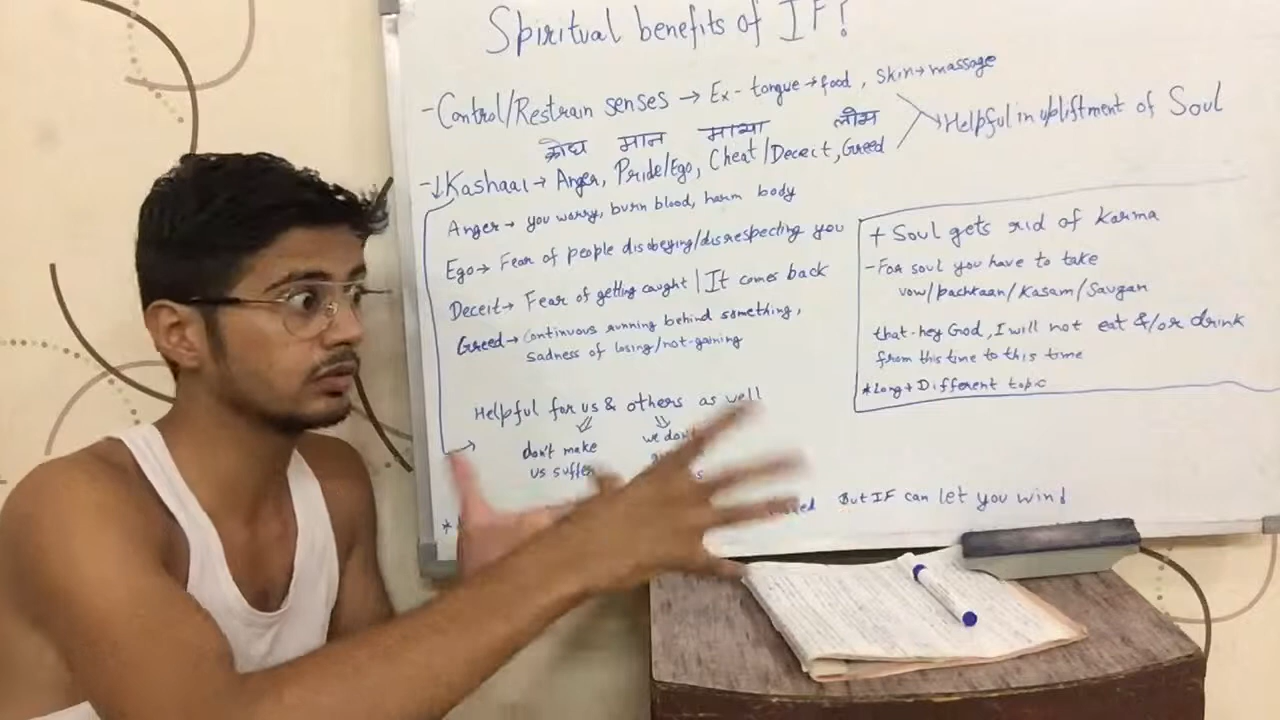 Spiritual benefits of IF!
-Control/Restrain senses → Ex- tongue → food, skin → massage
→ Helpful in upliftment of Soul
क्रोध मान माया लोभ
-↓Kashaai → Anger, Pride/Ego, Cheat/Deceit, Greed
Anger → you worry, burn blood, harm body
Ego → Fear of people disobeying/disrespecting you
Deceit → Fear of getting caught | It comes back
Greed → Continuous running behind something,
sadness of losing/not-gaining
Helpful for us & others as well
don't make
us suffer
we don't
+ Soul gets rid of Karma
-For soul you have to take
vow/pachkaan/Kasam/Saugan
that-hey God, I will not eat &/or drink
from this time to this time
*Long + Different topic
But IF can let you win!